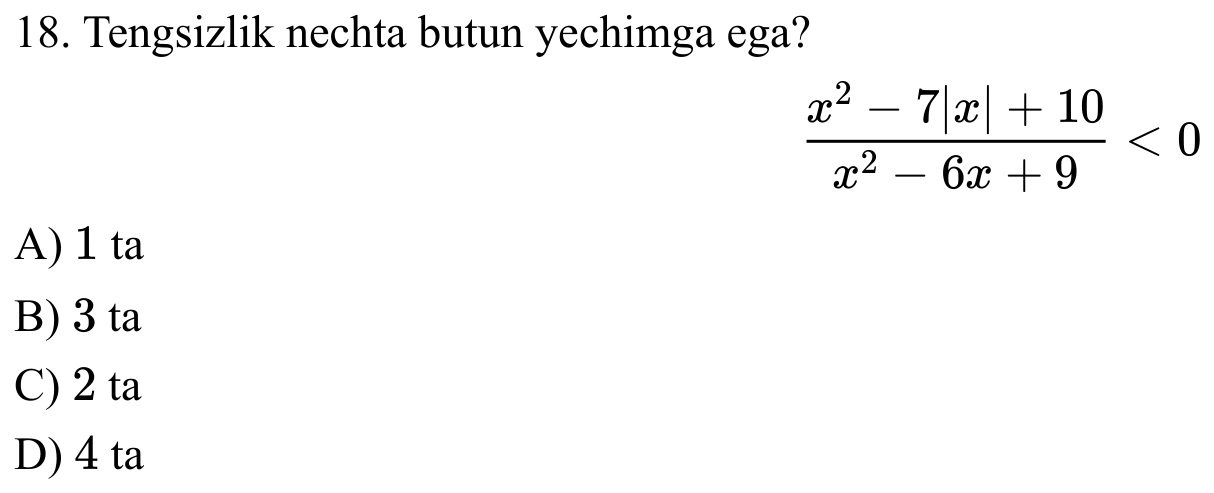 18. Tengsizlik nechta butun yechimga ega?
\frac{x^2 - 7|x| + 10}{x^2 - 6x + 9} < 0
A) 1 ta
B) 3 ta
C) 2 ta
D) 4 ta